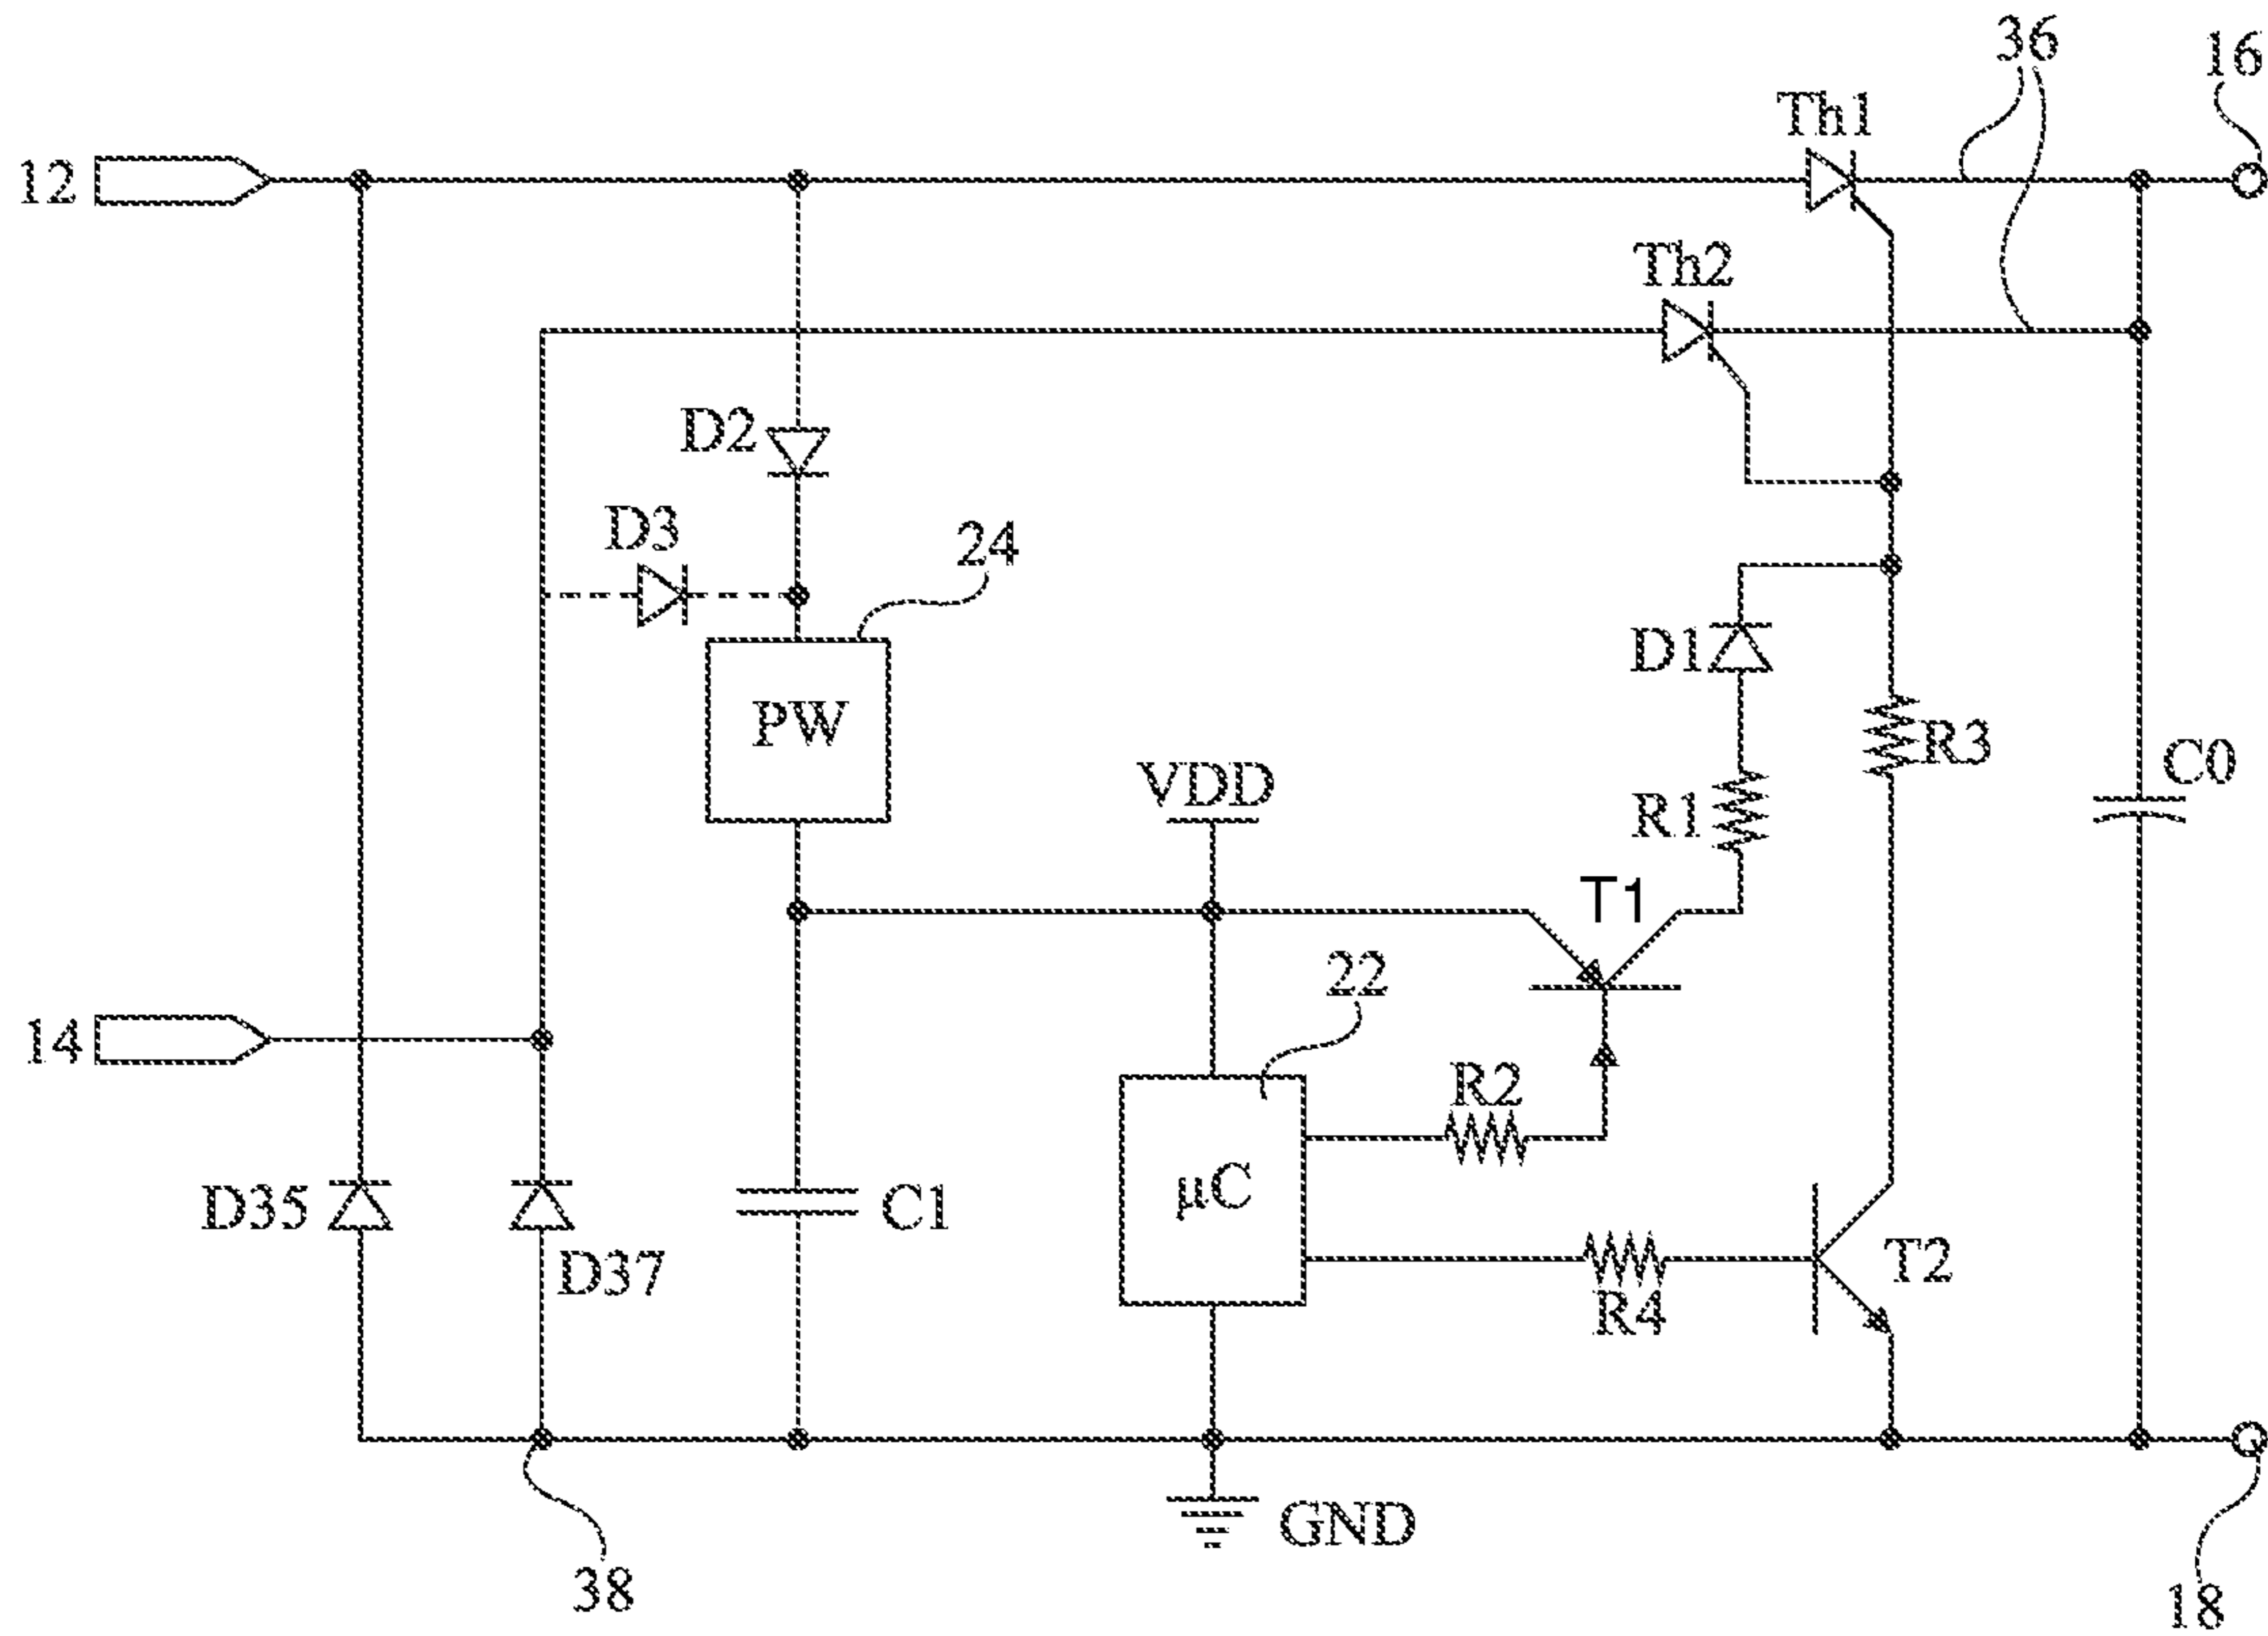 36
16
Th1
12
Th2
D2
D3
24
D1
PW
R3
VDD
C0
R1
T1
22
14
R2
µC
D35
C1
D37
T2
R4
GND
38
18